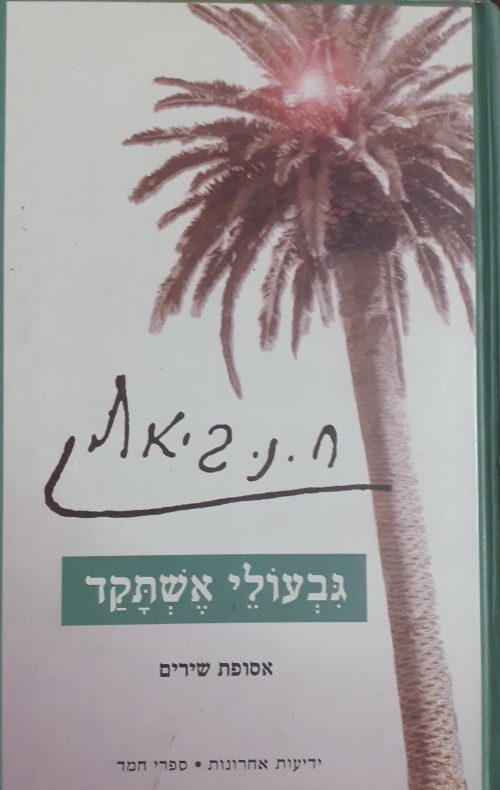 ח.נ. ביאליק
גִּבְעוֹלֵי אֶשְׁתָּקַד
אסופת שירים
ידיעות אחרונות • ספרי חמד